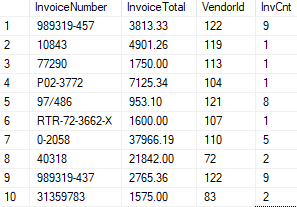 InvoiceNumber InvoiceTotal VendorId InvCnt
1 989319-457 3813.33 122 9
2 10843 4901.26 119 1
3 77290 1750.00 113 1
4 P02-3772 7125.34 104 1
5 97/486 953.10 121 8
6 RTR-72-3662-X 1600.00 107 1
7 0-2058 37966.19 110 5
8 40318 21842.00 72 2
9 989319-437 2765.36 122 9
10 31359783 1575.00 83 2